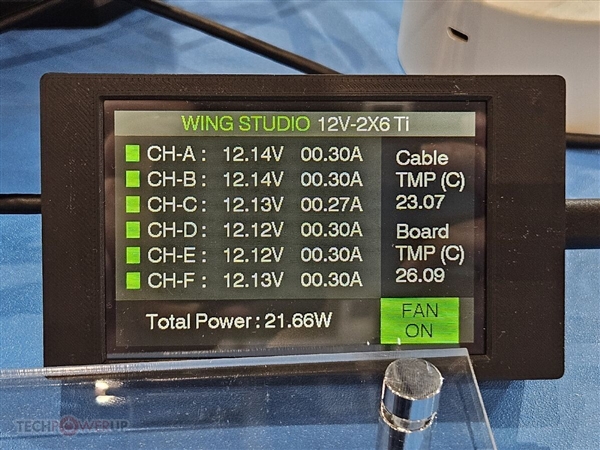 WING STUDIO 12V-2X6 Ti
CH-A : 12.14V 00.30A
CH-B : 12.14V 00.30A
CH-C : 12.13V 00.27A
CH-D : 12.12V 00.30A
CH-E : 12.12V 00.30A
CH-F : 12.13V 00.30A
Cable
TMP (C)
23.07
Board
TMP (C)
26.09
Total Power : 21.66W
FAN
ON
TECHPOWERUP